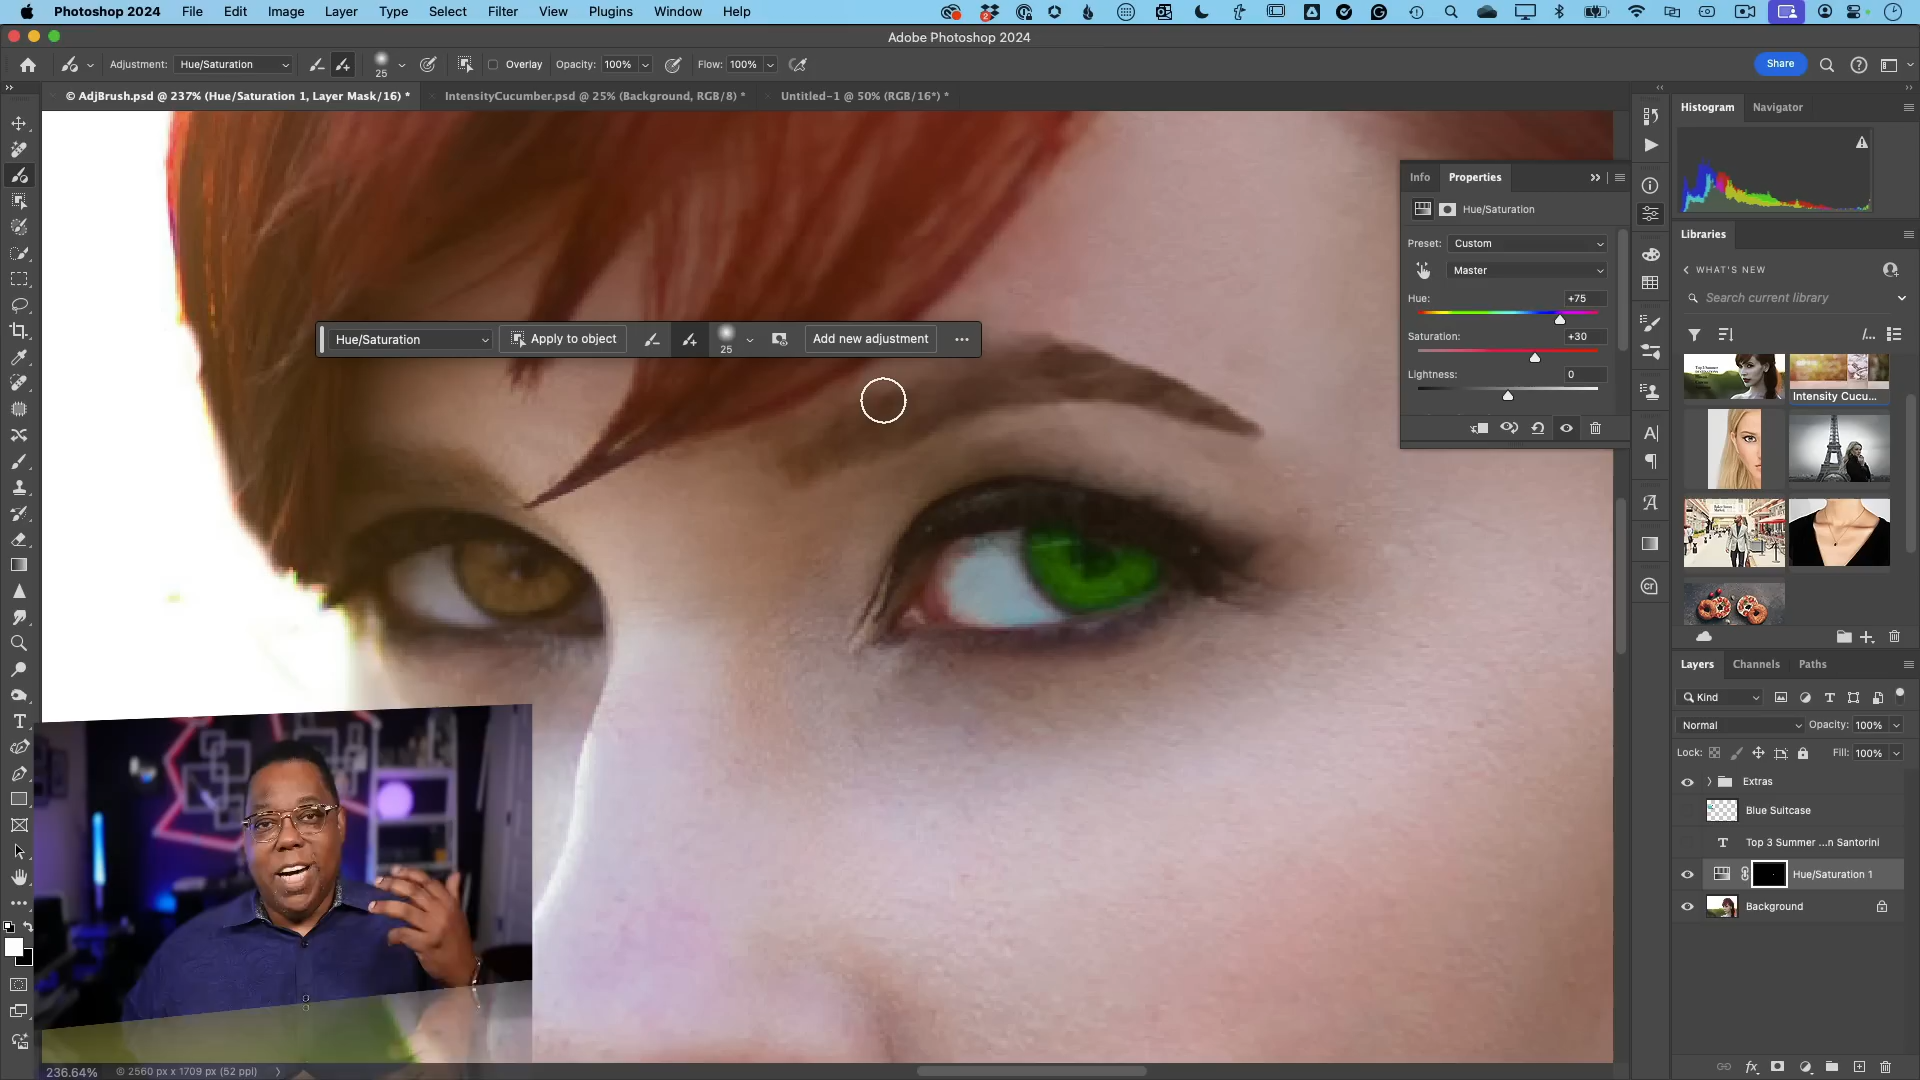 Photoshop 2024 File Edit Image Layer Type Select Filter View Plugins Window Help
2
Adobe Photoshop 2024
Adjustment: Hue/Saturation 25 Overlay Opacity: 100% Flow: 100% Share
© AdjBrush.psd @ 237% (Hue/Saturation 1, Layer Mask/16) * IntensityCucumber.psd @ 25% (Background, RGB/8) * Untitled-1 @ 50% (RGB/16*) *
Histogram Navigator
Info Properties
Hue/Saturation
Preset: Custom
Master
Hue: +75
Saturation: +30
Lightness: 0
Hue/Saturation Apply to object 25 Add new adjustment
Libraries
WHAT'S NEW
Search current library
Intensity Cucu...
Layers Channels Paths
Kind
Normal Opacity: 100%
Lock: Fill: 100%
Extras
Blue Suitcase
T Top 3 Summer ...n Santorini
Hue/Saturation 1
Background
236.64% © 2560 px x 1709 px (52 ppi)